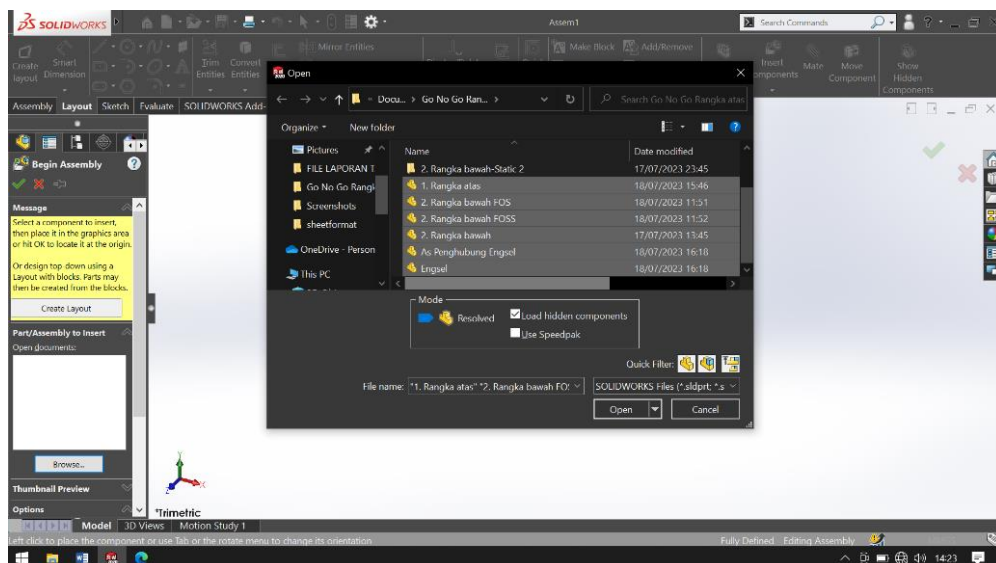 SOLIDWORKS
Assem1
Search Commands
Create layout
Smart Dimension
Trim Entities
Convert Entities
Mirror Entities
Make Block
Add/Remove
Insert Components
Mate
Move Component
Show Hidden Components
Assembly Layout Sketch Evaluate SOLIDWORKS Add-
Begin Assembly
Message
Select a component to insert,
then place it in the graphics area
or hit OK to locate it at the origin.
Or design top down using a
Layout with blocks. Parts may
then be created from the blocks.
Create Layout
Part/Assembly to Insert
Open documents:
Browse...
Thumbnail Preview
Options
Open
Docu... > Go No Go Ran... >
Search Go No Go Rangka atas
Organize New folder
Pictures
FILE LAPORAN T
Go No Go Rangk
Screenshots
sheetformat
OneDrive - Person
This PC
Name Date modified
2. Rangka bawah-Static 2 17/07/2023 23:45
1. Rangka atas 18/07/2023 15:46
2. Rangka bawah FOS 18/07/2023 11:51
2. Rangka bawah FOSS 18/07/2023 11:52
2. Rangka bawah 17/07/2023 13:45
As Penghubung Engsel 18/07/2023 16:18
Engsel 18/07/2023 16:18
Mode
Resolved
Load hidden components
Use Speedpak
Quick Filter:
File name: "1. Rangka atas" "2. Rangka bawah FO! SOLIDWORKS Files (*.sldprt; *.s
Open Cancel
*Trimetric
Model 3D Views Motion Study 1
Left click to place the component or use Tab or the rotate menu to change its orientation
Fully Defined Editing Assembly
14:23